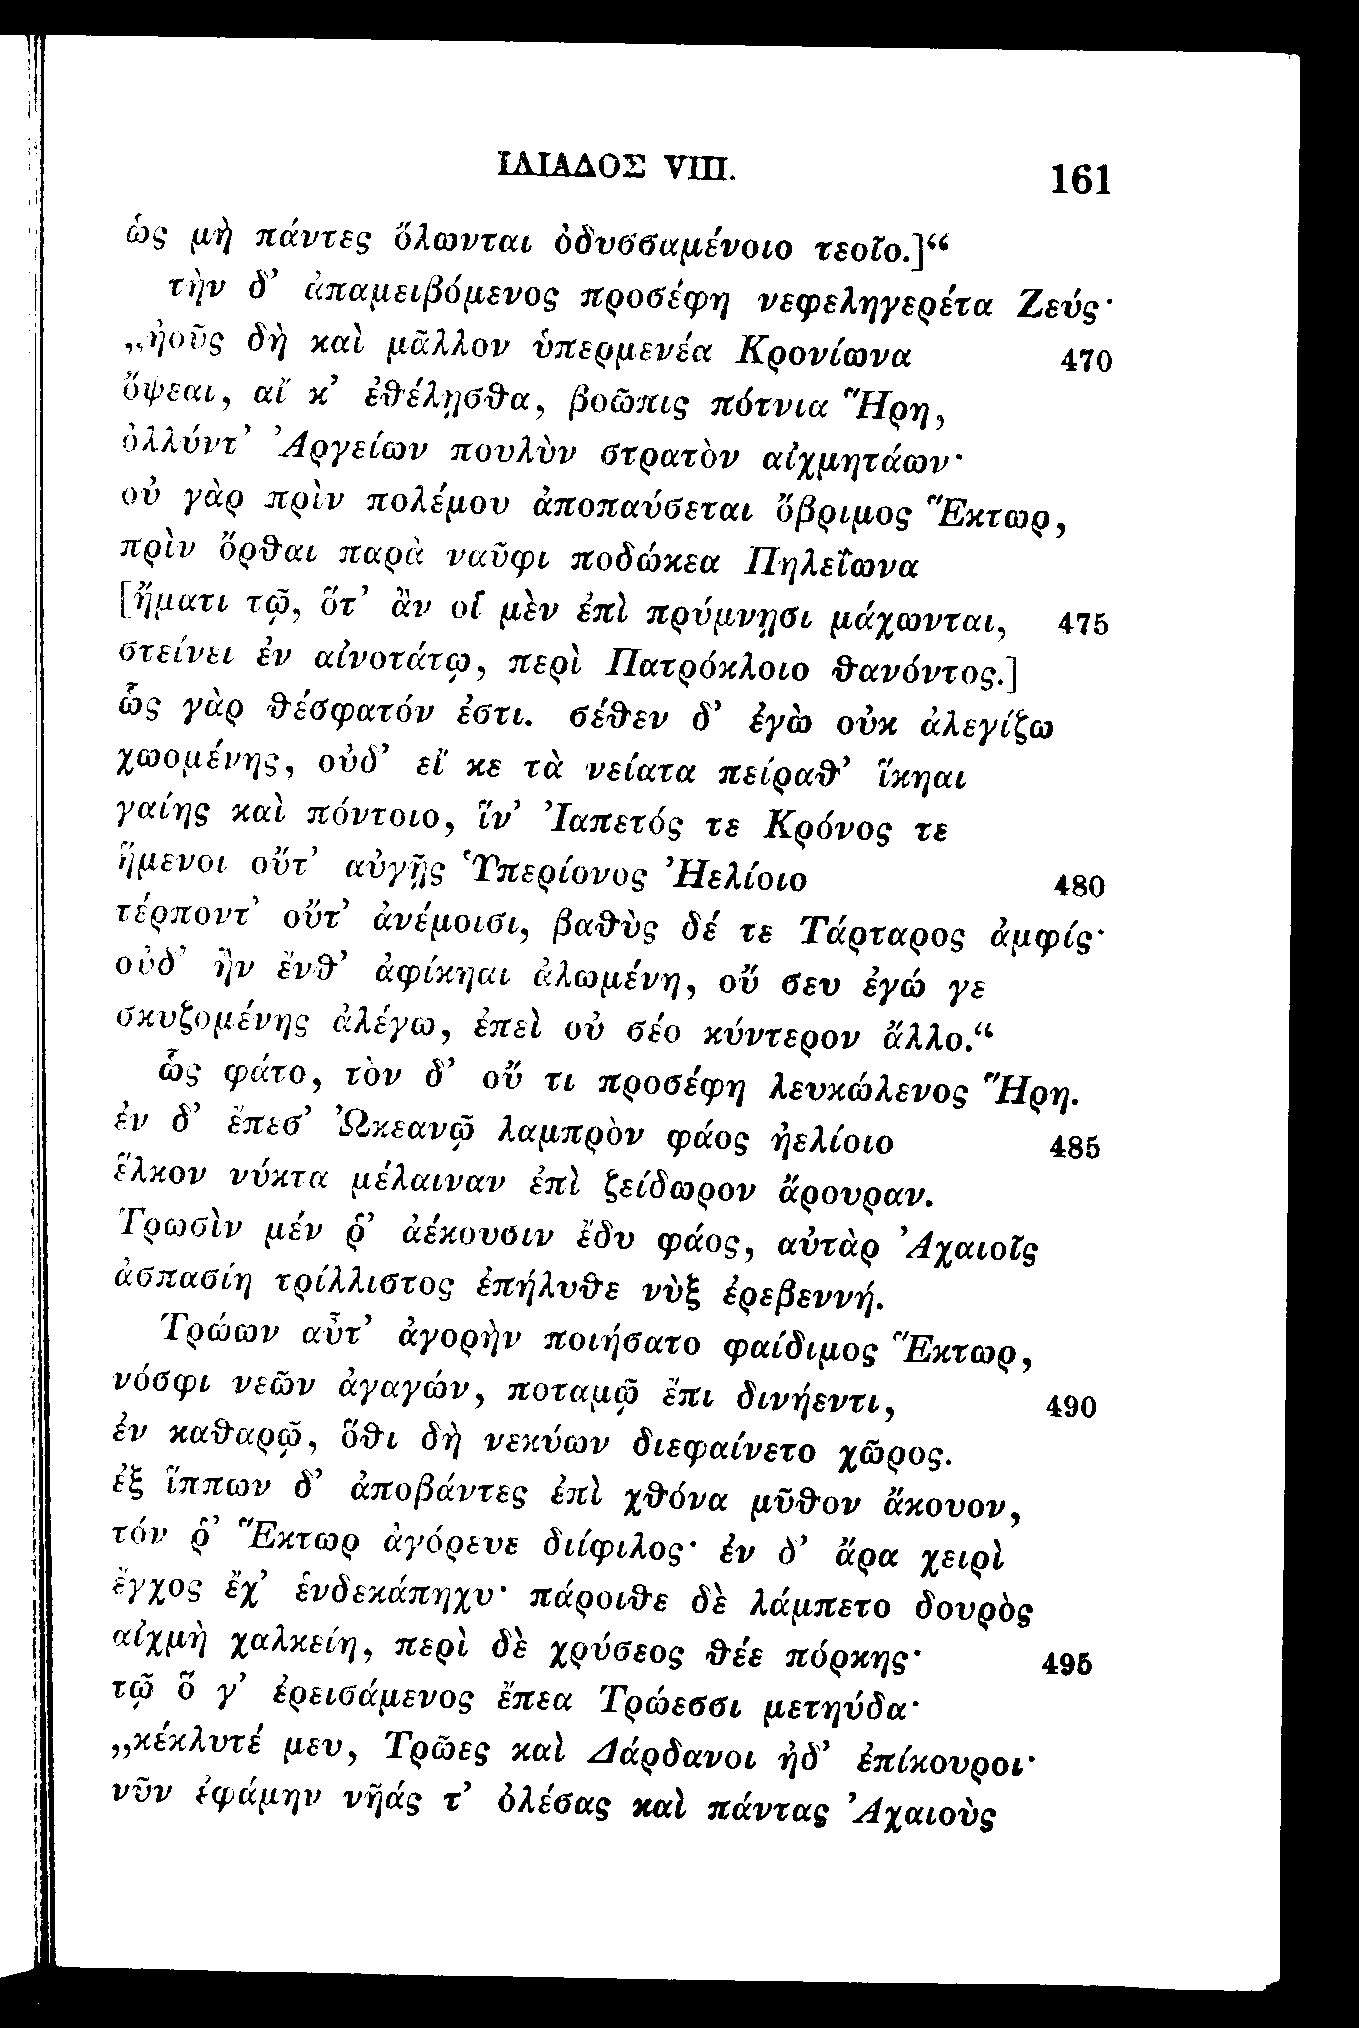 ΙΛΙΑΔΟΣ VIII.
161
ὡς μὴ πάντες ὄλωνται ὀδυσσαμένοιο τεοῖο.]“
τὴν δ’ ἀπαμειβόμενος προσέφη νεφεληγερέτα Ζεύς·
„ἠοῦς δὴ καὶ μᾶλλον ὑπερμενέα Κρονίωνα 470
ὄψεαι, αἴ κ’ ἐθέλῃσθα, βοῶπις πότνια Ἥρη,
ὀλλύντ’ Ἀργείων πουλὺν στρατὸν αἰχμητάων·
οὐ γὰρ πρὶν πολέμου ἀποπαύσεται ὄβριμος Ἕκτωρ,
πρὶν ὄρθαι παρὰ ναῦφι ποδώκεα Πηλεΐωνα
[ἤματι τῷ, ὅτ’ ἂν οἳ μὲν ἐπὶ πρύμνῃσι μάχωνται, 475
στείνει ἐν αἰνοτάτῳ, περὶ Πατρόκλοιο θανόντος.]
ὧς γὰρ θέσφατόν ἐστι. σέθεν δ’ ἐγὼ οὐκ ἀλεγίζω
χωομένης, οὐδ’ εἴ κε τὰ νείατα πείραθ’ ἵκηαι
γαίης καὶ πόντοιο, ἵν’ Ἰαπετός τε Κρόνος τε
ἥμενοι οὔτ’ αὐγῇς Ὑπερίονος Ἠελίοιο 480
τέρποντ’ οὔτ’ ἀνέμοισι, βαθὺς δέ τε Τάρταρος ἀμφίς·
οὐδ’ ἢν ἔνθ’ ἀφίκηαι ἀλωμένη, οὔ σευ ἐγώ γε
σκυζομένης ἀλέγω, ἐπεὶ οὐ σέο κύντερον ἄλλο.“
ὧς φάτο, τὸν δ’ οὔ τι προσέφη λευκώλενος Ἥρη.
ἐν δ’ ἔπεσ’ Ὠκεανῷ λαμπρὸν φάος ἠελίοιο 485
ἕλκον νύκτα μέλαιναν ἐπὶ ζείδωρον ἄρουραν.
Τρωσὶν μέν ῥ’ ἀέκουσιν ἔδυ φάος, αὐτὰρ Ἀχαιοῖς
ἀσπασίη τρίλλιστος ἐπήλυθε νὺξ ἐρεβεννή.
Τρώων αὖτ’ ἀγορὴν ποιήσατο φαίδιμος Ἕκτωρ,
νόσφι νεῶν ἀγαγών, ποταμῷ ἔπι δινήεντι, 490
ἐν καθαρῷ, ὅθι δὴ νεκύων διεφαίνετο χῶρος.
ἐξ ἵππων δ’ ἀποβάντες ἐπὶ χθόνα μῦθον ἄκουον,
τόν ῥ’ Ἕκτωρ ἀγόρευε διίφιλος· ἐν δ’ ἄρα χειρὶ
ἔγχος ἔχ’ ἑνδεκάπηχυ· πάροιθε δὲ λάμπετο δουρὸς
αἰχμὴ χαλκείη, περὶ δὲ χρύσεος θέε πόρκης· 495
τῷ ὅ γ’ ἐρεισάμενος ἔπεα Τρώεσσι μετηύδα·
„κέκλυτέ μευ, Τρῶες καὶ Δάρδανοι ἠδ’ ἐπίκουροι·
νῦν ἐφάμην νῆάς τ’ ὀλέσας καὶ πάντας Ἀχαιοὺς